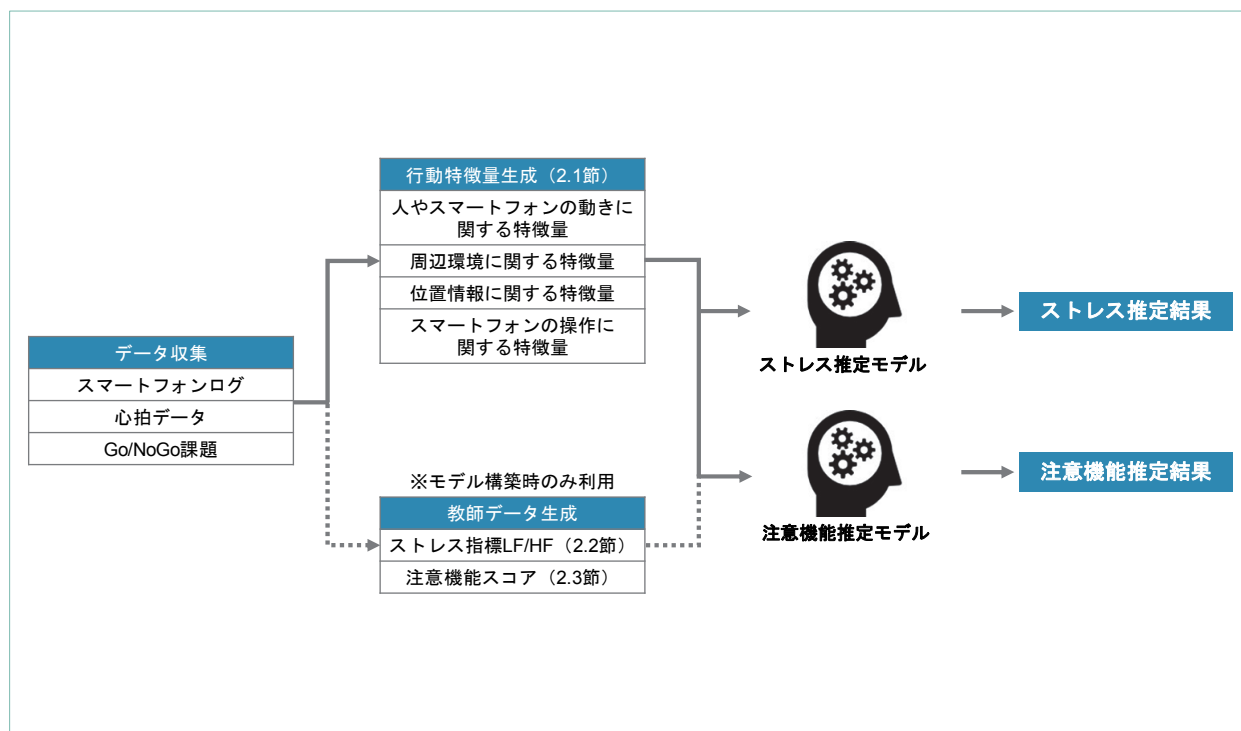 データ収集
スマートフォンログ
心拍データ
Go/NoGo課題
行動特徴量生成（2.1節）
人やスマートフォンの動きに
関する特徴量
周辺環境に関する特徴量
位置情報に関する特徴量
スマートフォンの操作に
関する特徴量
※モデル構築時のみ利用
教師データ生成
ストレス指標LF/HF（2.2節）
注意機能スコア（2.3節）
ストレス推定モデル
注意機能推定モデル
ストレス推定結果
注意機能推定結果